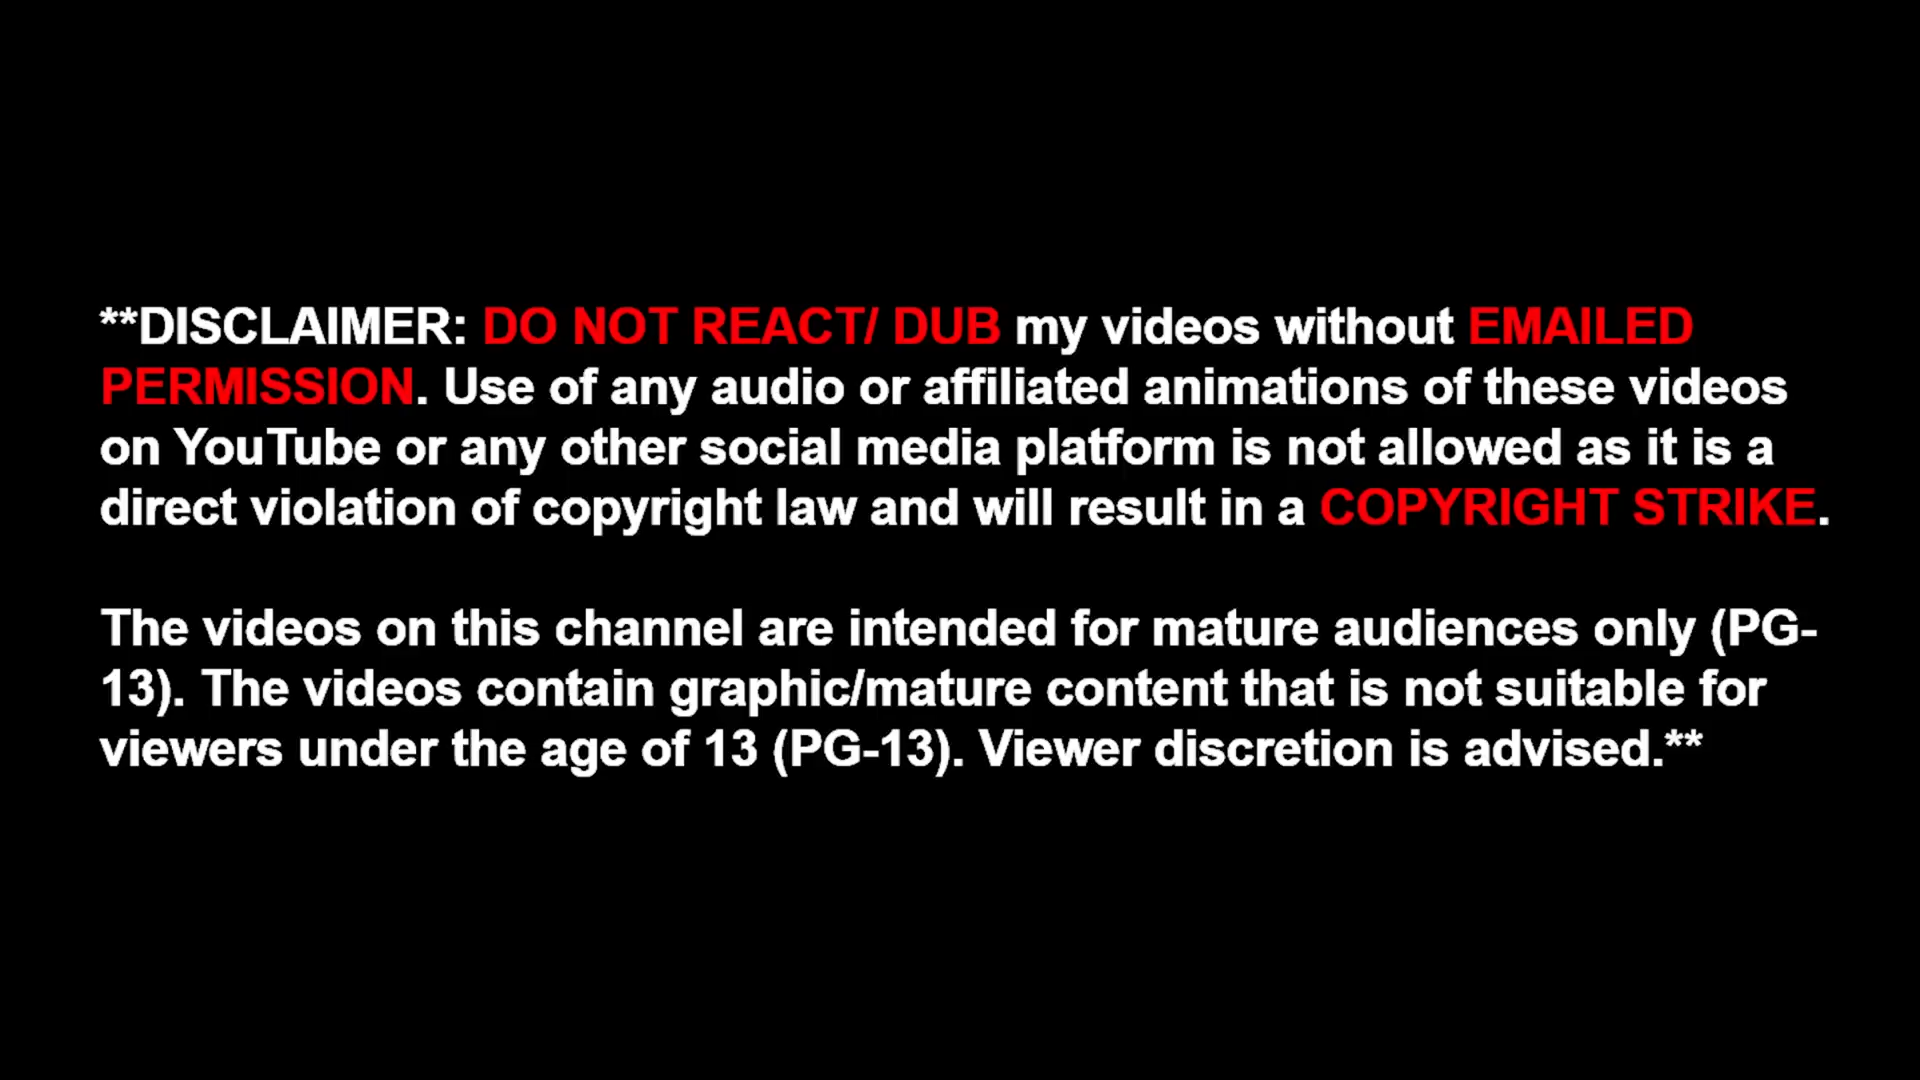 **DISCLAIMER: DO NOT REACT/ DUB my videos without EMAILED
PERMISSION. Use of any audio or affiliated animations of these videos
on YouTube or any other social media platform is not allowed as it is a
direct violation of copyright law and will result in a COPYRIGHT STRIKE.
The videos on this channel are intended for mature audiences only (PG-
13). The videos contain graphic/mature content that is not suitable for
viewers under the age of 13 (PG-13). Viewer discretion is advised.**